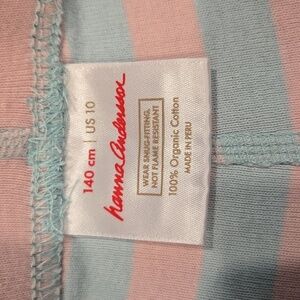 140 cm | US 10
hanna andersson
WEAR SNUG-FITTING,
NOT FLAME RESISTANT
100% Organic Cotton
MADE IN PERU